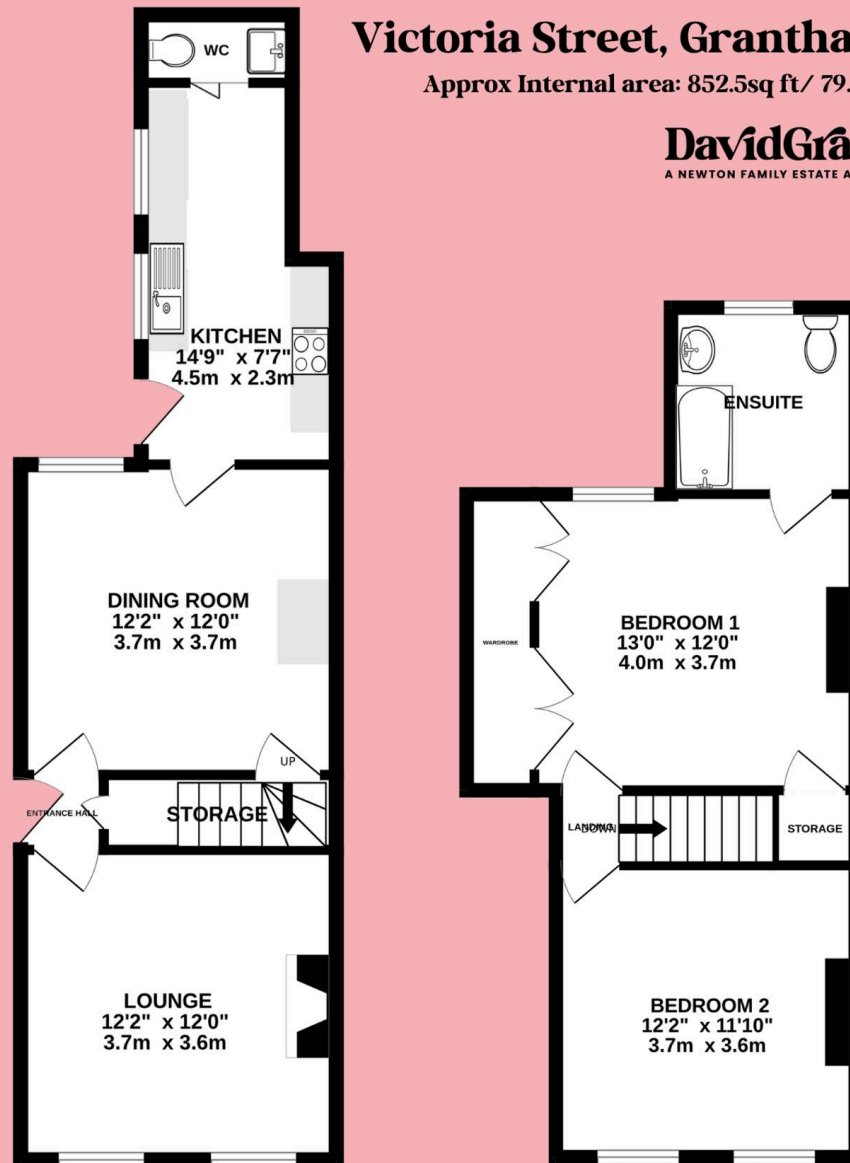 Victoria Street, Grantha
Approx Internal area: 852.5sq ft/ 79.
DavidGra
A NEWTON FAMILY ESTATE A
WC
KITCHEN
14'9" x 7'7"
4.5m x 2.3m
DINING ROOM
12'2" x 12'0"
3.7m x 3.7m
UP
ENTRANCE HALL
STORAGE
LOUNGE
12'2" x 12'0"
3.7m x 3.6m
ENSUITE
WARDROBE
BEDROOM 1
13'0" x 12'0"
4.0m x 3.7m
LANDING
DOWN
STORAGE
BEDROOM 2
12'2" x 11'10"
3.7m x 3.6m